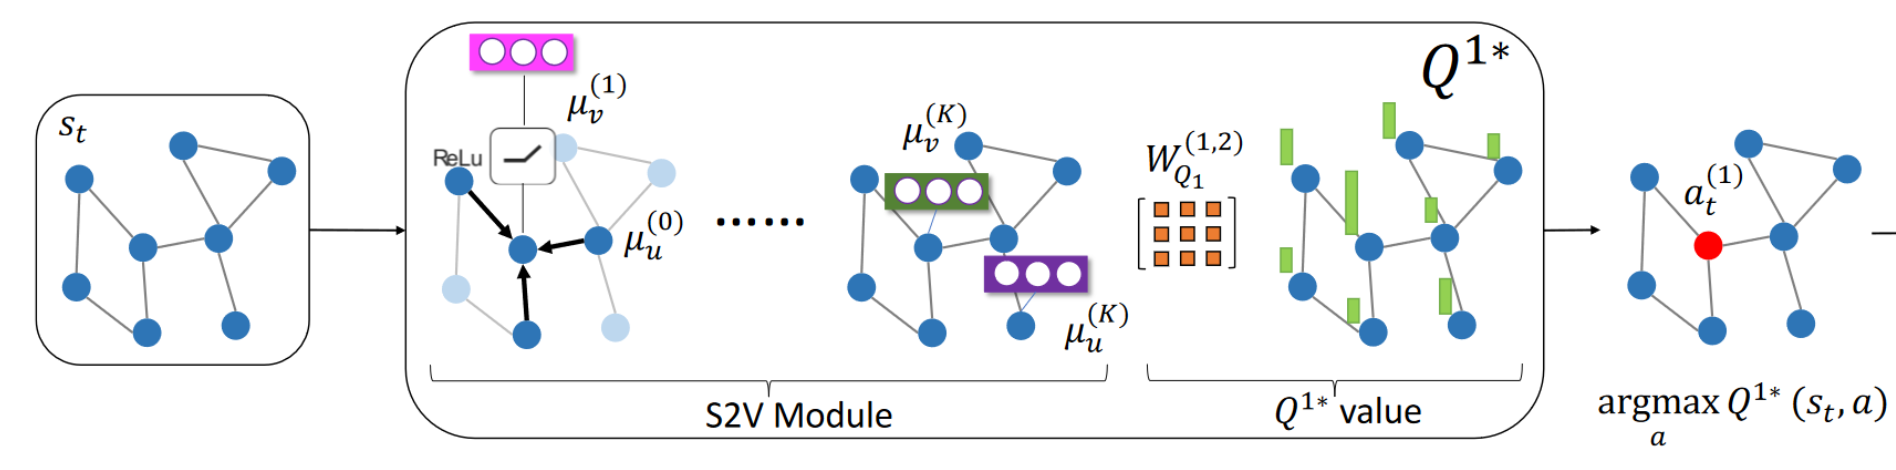 s_t
ReLu
μ_v^(1)
μ_u^(0)
......
μ_v^(K)
μ_u^(K)
S2V Module
W_{Q_1}^(1,2)
Q^{1*}
Q^{1*} value
a_t^(1)
argmax Q^{1*} (s_t, a)
a